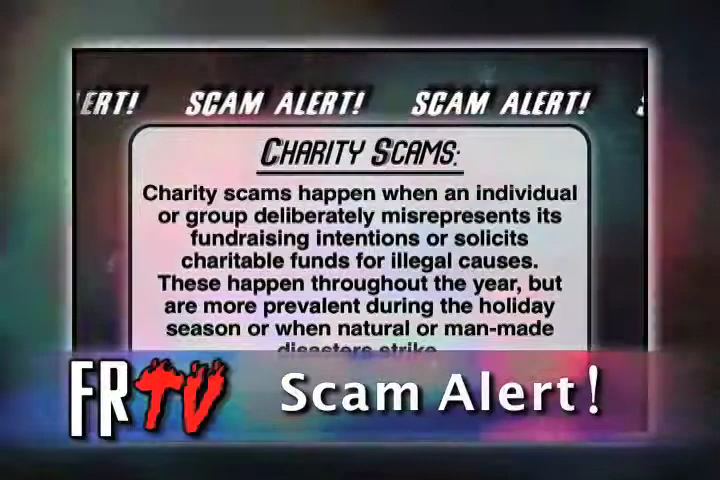 ERT! SCAM ALERT! SCAM ALERT!
CHARITY SCAMS:
Charity scams happen when an individual
or group deliberately misrepresents its
fundraising intentions or solicits
charitable funds for illegal causes.
These happen throughout the year, but
are more prevalent during the holiday
season or when natural or man-made
disasters strike
FRTV Scam Alert!